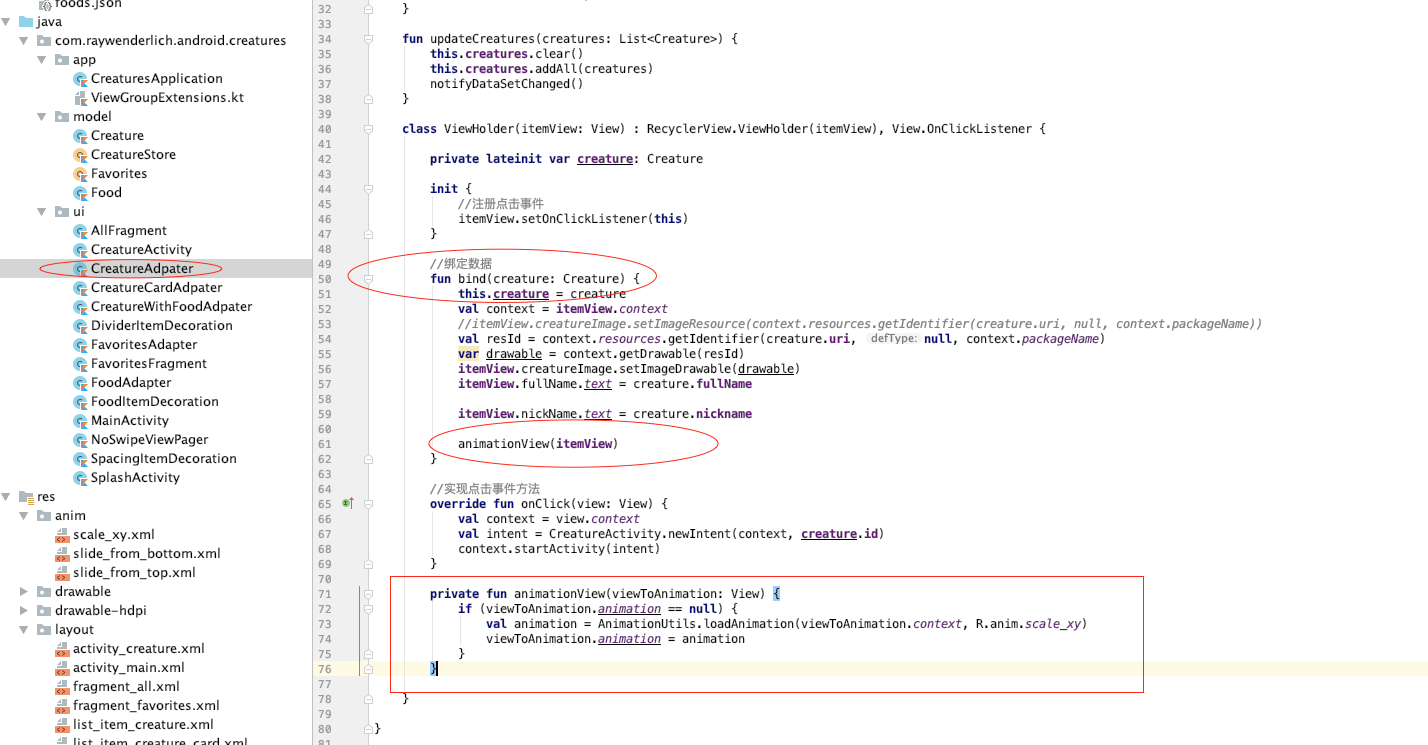 foods.json
java
com.raywenderlich.android.creatures
app
CreaturesApplication
ViewGroupExtensions.kt
model
Creature
CreatureStore
Favorites
Food
ui
AllFragment
CreatureActivity
CreatureAdpater
CreatureCardAdpater
CreatureWithFoodAdpater
DividerItemDecoration
FavoritesAdapter
FavoritesFragment
FoodAdapter
FoodItemDecoration
MainActivity
NoSwipeViewPager
SpacingItemDecoration
SplashActivity
res
anim
scale_xy.xml
slide_from_bottom.xml
slide_from_top.xml
drawable
drawable-hdpi
layout
activity_creature.xml
activity_main.xml
fragment_all.xml
fragment_favorites.xml
list_item_creature.xml
list_item_creature_card.xml
32 }
33
34 fun updateCreatures(creatures: List<Creature>) {
35 this.creatures.clear()
36 this.creatures.addAll(creatures)
37 notifyDataSetChanged()
38 }
39
40 class ViewHolder(itemView: View) : RecyclerView.ViewHolder(itemView), View.OnClickListener {
41
42 private lateinit var creature: Creature
43
44 init {
45 //注册点击事件
46 itemView.setOnClickListener(this)
47 }
48
49 //绑定数据
50 fun bind(creature: Creature) {
51 this.creature = creature
52 val context = itemView.context
53 //itemView.creatureImage.setImageResource(context.resources.getIdentifier(creature.uri, null, context.packageName))
54 val resId = context.resources.getIdentifier(creature.uri, defType: null, context.packageName)
55 var drawable = context.getDrawable(resId)
56 itemView.creatureImage.setImageDrawable(drawable)
57 itemView.fullName.text = creature.fullName
58
59 itemView.nickName.text = creature.nickname
60
61 animationView(itemView)
62 }
63
64 //实现点击事件方法
65 override fun onClick(view: View) {
66 val context = view.context
67 val intent = CreatureActivity.newIntent(context, creature.id)
68 context.startActivity(intent)
69 }
70
71 private fun animationView(viewToAnimation: View) {
72 if (viewToAnimation.animation == null) {
73 val animation = AnimationUtils.loadAnimation(viewToAnimation.context, R.anim.scale_xy)
74 viewToAnimation.animation = animation
75 }
76 }
77
78 }
79
80 }
81